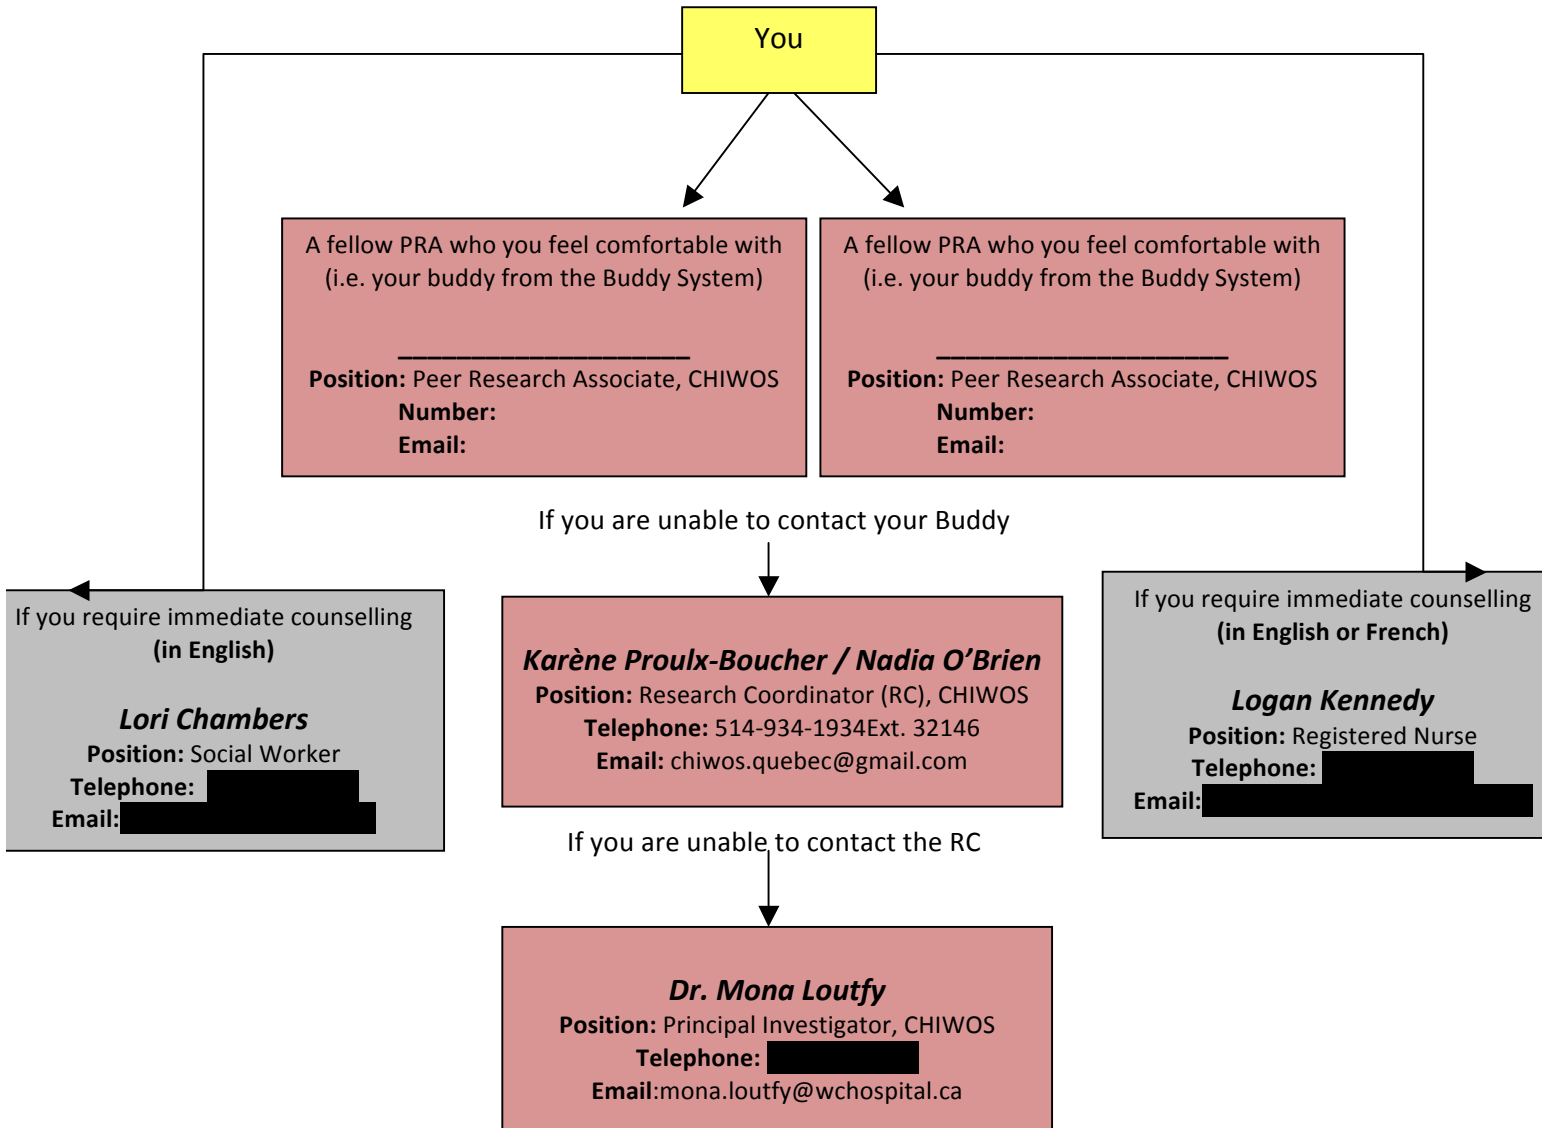 You
A fellow PRA who you feel comfortable with
(i.e. your buddy from the Buddy System)
____________________
Position: Peer Research Associate, CHIWOS
Number:
Email:
A fellow PRA who you feel comfortable with
(i.e. your buddy from the Buddy System)
____________________
Position: Peer Research Associate, CHIWOS
Number:
Email:
If you are unable to contact your Buddy
If you require immediate counselling
(in English)
Lori Chambers
Position: Social Worker
Telephone:
Email:
Karène Proulx-Boucher / Nadia O’Brien
Position: Research Coordinator (RC), CHIWOS
Telephone: 514-934-1934Ext. 32146
Email: chiwos.quebec@gmail.com
If you require immediate counselling
(in English or French)
Logan Kennedy
Position: Registered Nurse
Telephone:
Email:
If you are unable to contact the RC
Dr. Mona Loutfy
Position: Principal Investigator, CHIWOS
Telephone:
Email:mona.loutfy@wchospital.ca